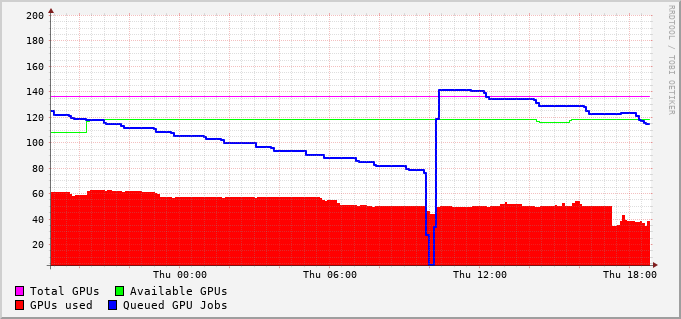 200
180
160
140
120
100
80
60
40
20
Thu 00:00 Thu 06:00 Thu 12:00 Thu 18:00
Total GPUs Available GPUs
GPUs used Queued GPU Jobs
RRDTOOL / TOBI OETIKER